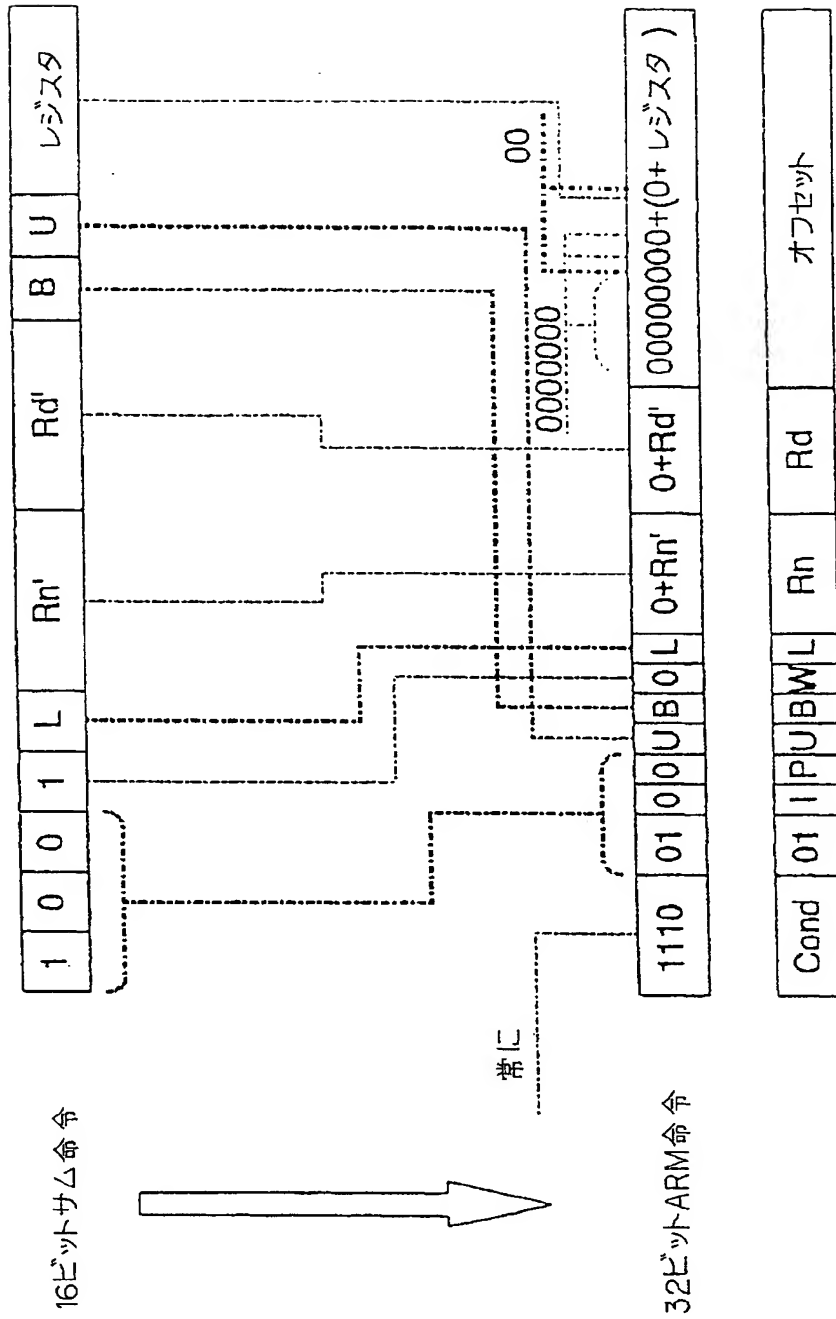 16ビットサム命令
1 0 0 1 L Rn' Rd" B U レジスタ
常に
0000000
00
32ビットARM命令
1110 01 0 0 U B 0 L 0+Rn' 0+Rd' 00000000+(0+レジスタ)
Cond 01 I P U B W L Rn Rd オフセット